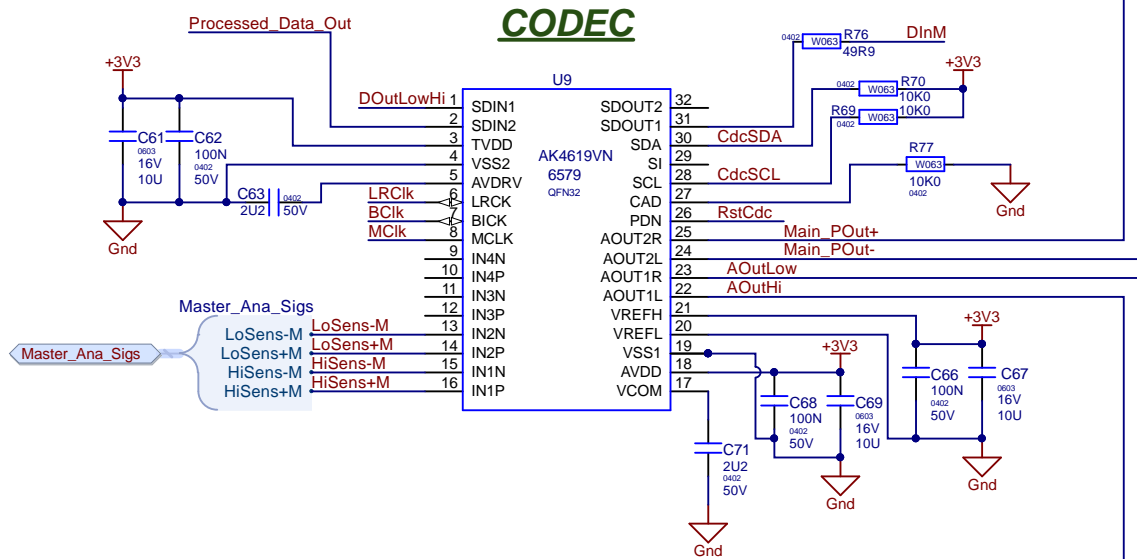 CODEC
Processed_Data_Out
0402
W063
R76
49R9
DInM
+3V3
+3V3
U9
DOutLowHi
1 SDIN1
2 SDIN2
3 TVDD
4 VSS2
5 AVDRV
6 LRCK
7 BICK
8 MCLK
9 IN4N
10 IN4P
11 IN3N
12 IN3P
13 IN2N
14 IN2P
15 IN1N
16 IN1P
AK4619VN
6579
QFN32
SDOUT2 32
SDOUT1 31
SDA 30
SI 29
SCL 28
CAD 27
PDN 26
AOUT2R 25
AOUT2L 24
AOUT1R 23
AOUT1L 22
VREFH 21
VREFL 20
VSS1 19
AVDD 18
VCOM 17
0402
W063
R70
10K0
R69
0402
W063
10K0
CdcSDA
CdcSCL
R77
W063
10K0
0402
Gnd
RstCdc
Main_POut+
Main_POut-
AOutLow
AOutHi
C61
0603
16V
10U
C62
100N
0402
50V
C63
2U2
0402
50V
Gnd
LRClk
BClk
MClk
Master_Ana_Sigs
Master_Ana_Sigs
LoSens-M LoSens-M
LoSens+M LoSens+M
HiSens-M HiSens-M
HiSens+M HiSens+M
+3V3
C66
100N
0402
50V
C67
0603
16V
10U
Gnd
+3V3
C68
100N
0402
50V
C69
0603
16V
10U
Gnd
C71
2U2
0402
50V
Gnd